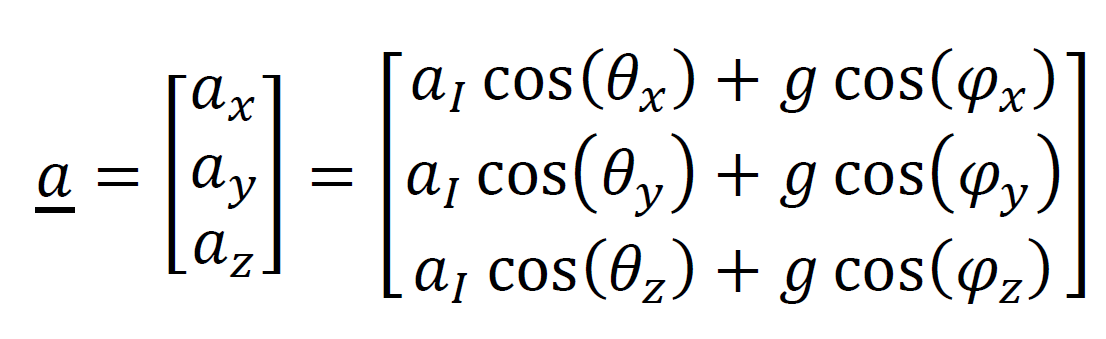 a = [a_x a_y a_z] = [a_I cos(θ_x) + g cos(φ_x) a_I cos(θ_y) + g cos(φ_y) a_I cos(θ_z) + g cos(φ_z)]